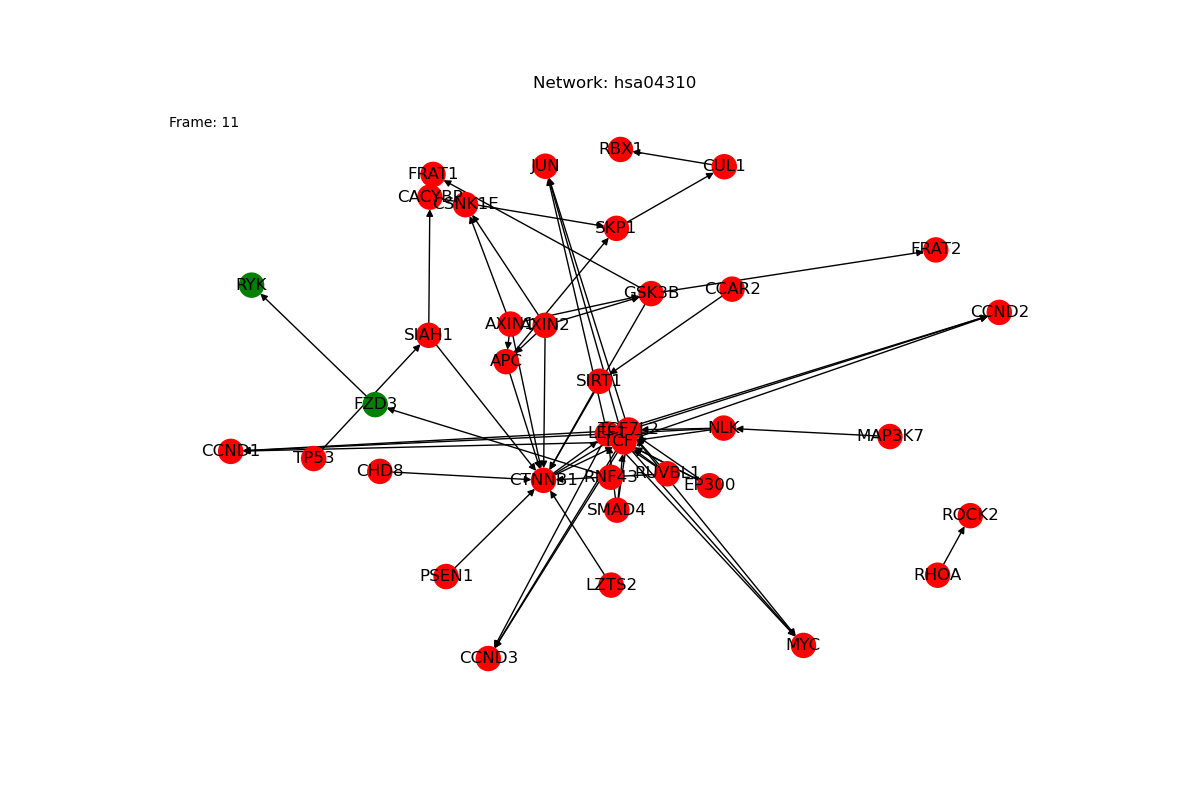 Network: hsa04310
Frame: 11
RBX1
JUN
CUL1
FRAT1
CACYBP
CSNK1E
SKP1
FRAT2
RYK
GSK3B
CCAR2
CCND2
AXIN1
AXIN2
SIAH1
APC
SIRT1
FZD3
TCF7L2
NLK
MAP3K7
CCND1
TP53
CHD8
CTNNB1
RNF43
RUVBL1
EP300
SMAD4
ROCK2
PSEN1
LZTS2
RHOA
CCND3
MYC